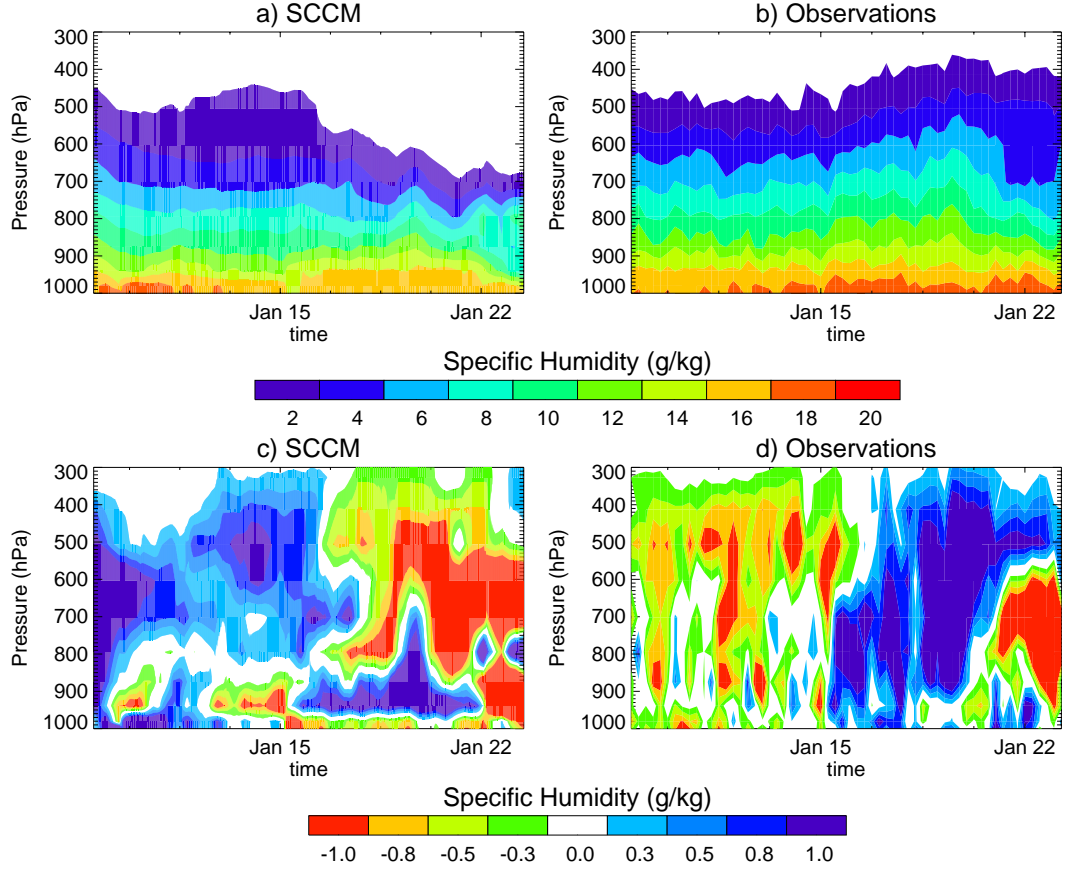 a) SCCM
b) Observations
300
400
500
600
700
800
900
1000
Pressure (hPa)
Jan 15
Jan 22
time
300
400
500
600
700
800
900
1000
Pressure (hPa)
Jan 15
Jan 22
time
Specific Humidity (g/kg)
2 4 6 8 10 12 14 16 18 20
c) SCCM
d) Observations
300
400
500
600
700
800
900
1000
Pressure (hPa)
Jan 15
Jan 22
time
300
400
500
600
700
800
900
1000
Pressure (hPa)
Jan 15
Jan 22
time
Specific Humidity (g/kg)
-1.0 -0.8 -0.5 -0.3 0.0 0.3 0.5 0.8 1.0